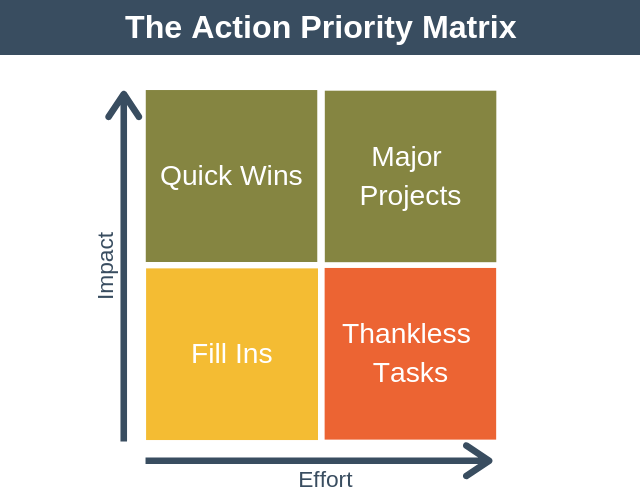 The Action Priority Matrix
Quick Wins
Major
Projects
Impact
Fill Ins
Thankless
Tasks
Effort